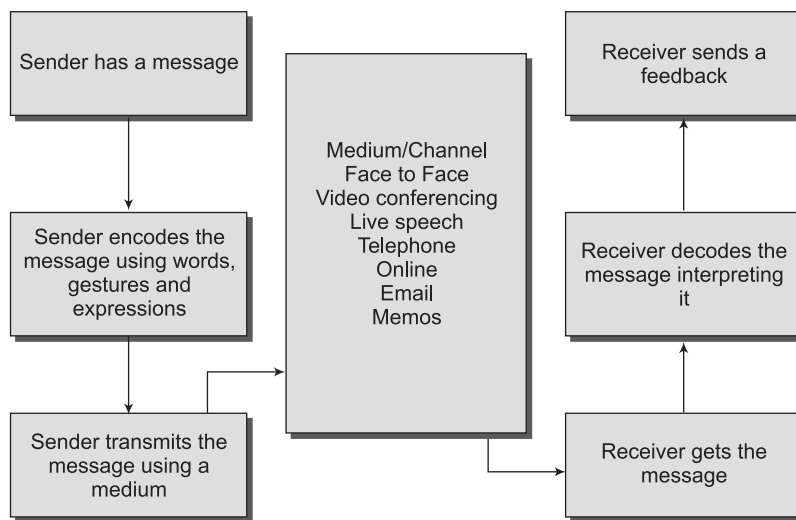 Sender has a message
Sender encodes the
message using words,
gestures and
expressions
Sender transmits the
message using a
medium
Medium/Channel
Face to Face
Video conferencing
Live speech
Telephone
Online
Email
Memos
Receiver gets the
message
Receiver decodes the
message interpreting
it
Receiver sends a
feedback